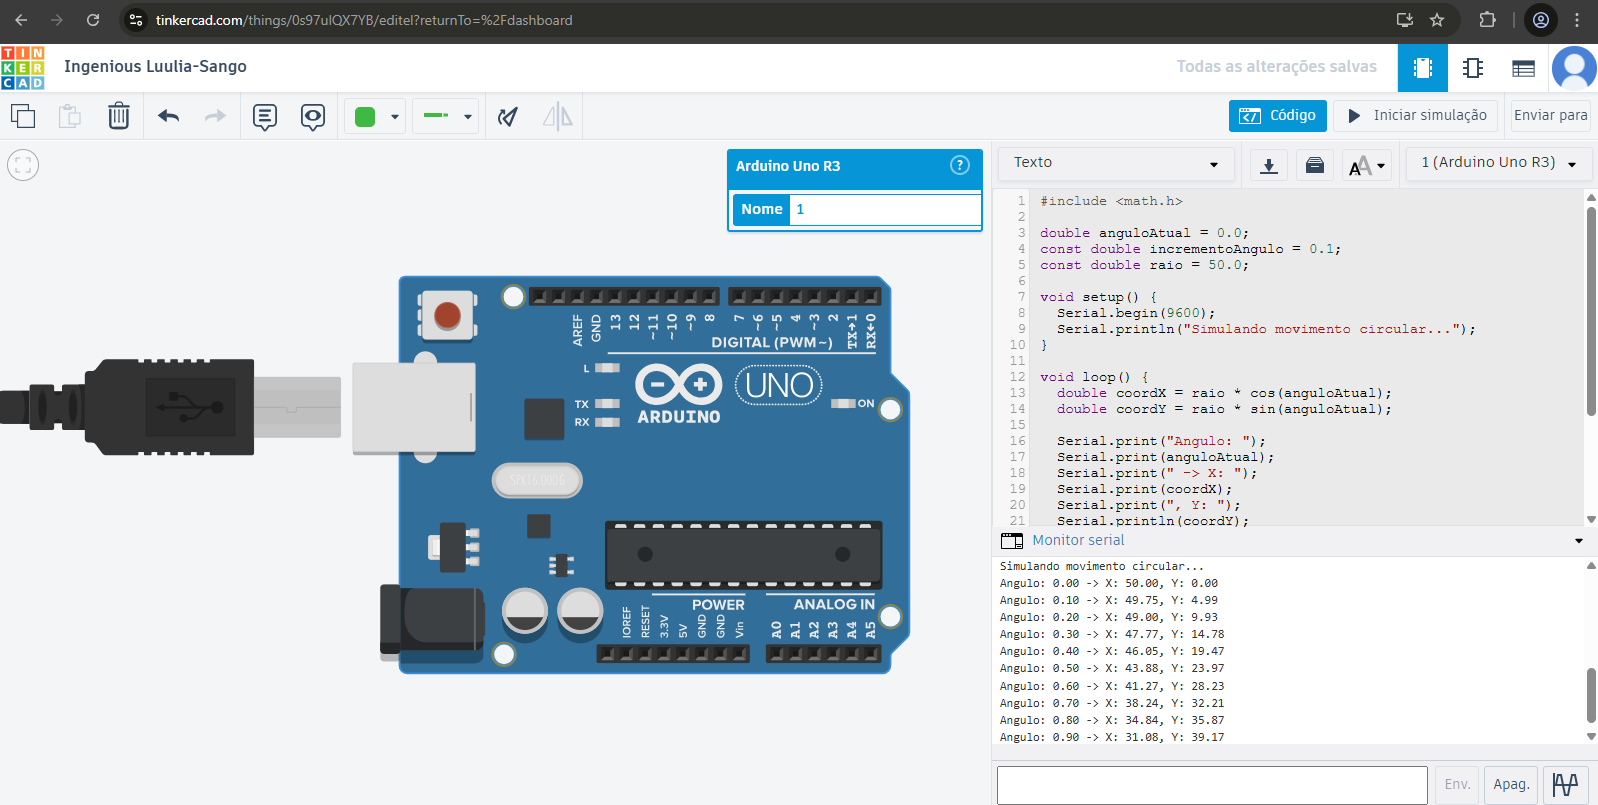 tinkercad.com/things/0s97ulQX7YB/editel?returnTo=%2Fdashboard
TIN
KER
CAD
Ingenious Luulia-Sango
Todas as alterações salvas
Código
Iniciar simulação
Enviar para
Arduino Uno R3
?
Nome
1
Texto
1 (Arduino Uno R3)
1 #include <math.h>
2
3 double anguloAtual = 0.0;
4 const double incrementoAngulo = 0.1;
5 const double raio = 50.0;
6
7 void setup() {
8 Serial.begin(9600);
9 Serial.println("Simulando movimento circular...");
10 }
11
12 void loop() {
13 double coordX = raio * cos(anguloAtual);
14 double coordY = raio * sin(anguloAtual);
15
16 Serial.print("Angulo: ");
17 Serial.print(anguloAtual);
18 Serial.print(" -> X: ");
19 Serial.print(coordX);
20 Serial.print(", Y: ");
21 Serial.println(coordY);
AREF
GND
13
12
~11
~10
~9
8
7
~6
~5
4
~3
2
TX→1
RX←0
DIGITAL (PWM~)
L
TX
RX
ARDUINO
UNO
ON
SPK16.000G
IOREF
RESET
3.3V
5V
GND
GND
Vin
POWER
ANALOG IN
A0
A1
A2
A3
A4
A5
Monitor serial
Simulando movimento circular...
Angulo: 0.00 -> X: 50.00, Y: 0.00
Angulo: 0.10 -> X: 49.75, Y: 4.99
Angulo: 0.20 -> X: 49.00, Y: 9.93
Angulo: 0.30 -> X: 47.77, Y: 14.78
Angulo: 0.40 -> X: 46.05, Y: 19.47
Angulo: 0.50 -> X: 43.88, Y: 23.97
Angulo: 0.60 -> X: 41.27, Y: 28.23
Angulo: 0.70 -> X: 38.24, Y: 32.21
Angulo: 0.80 -> X: 34.84, Y: 35.87
Angulo: 0.90 -> X: 31.08, Y: 39.17
Env.
Apag.